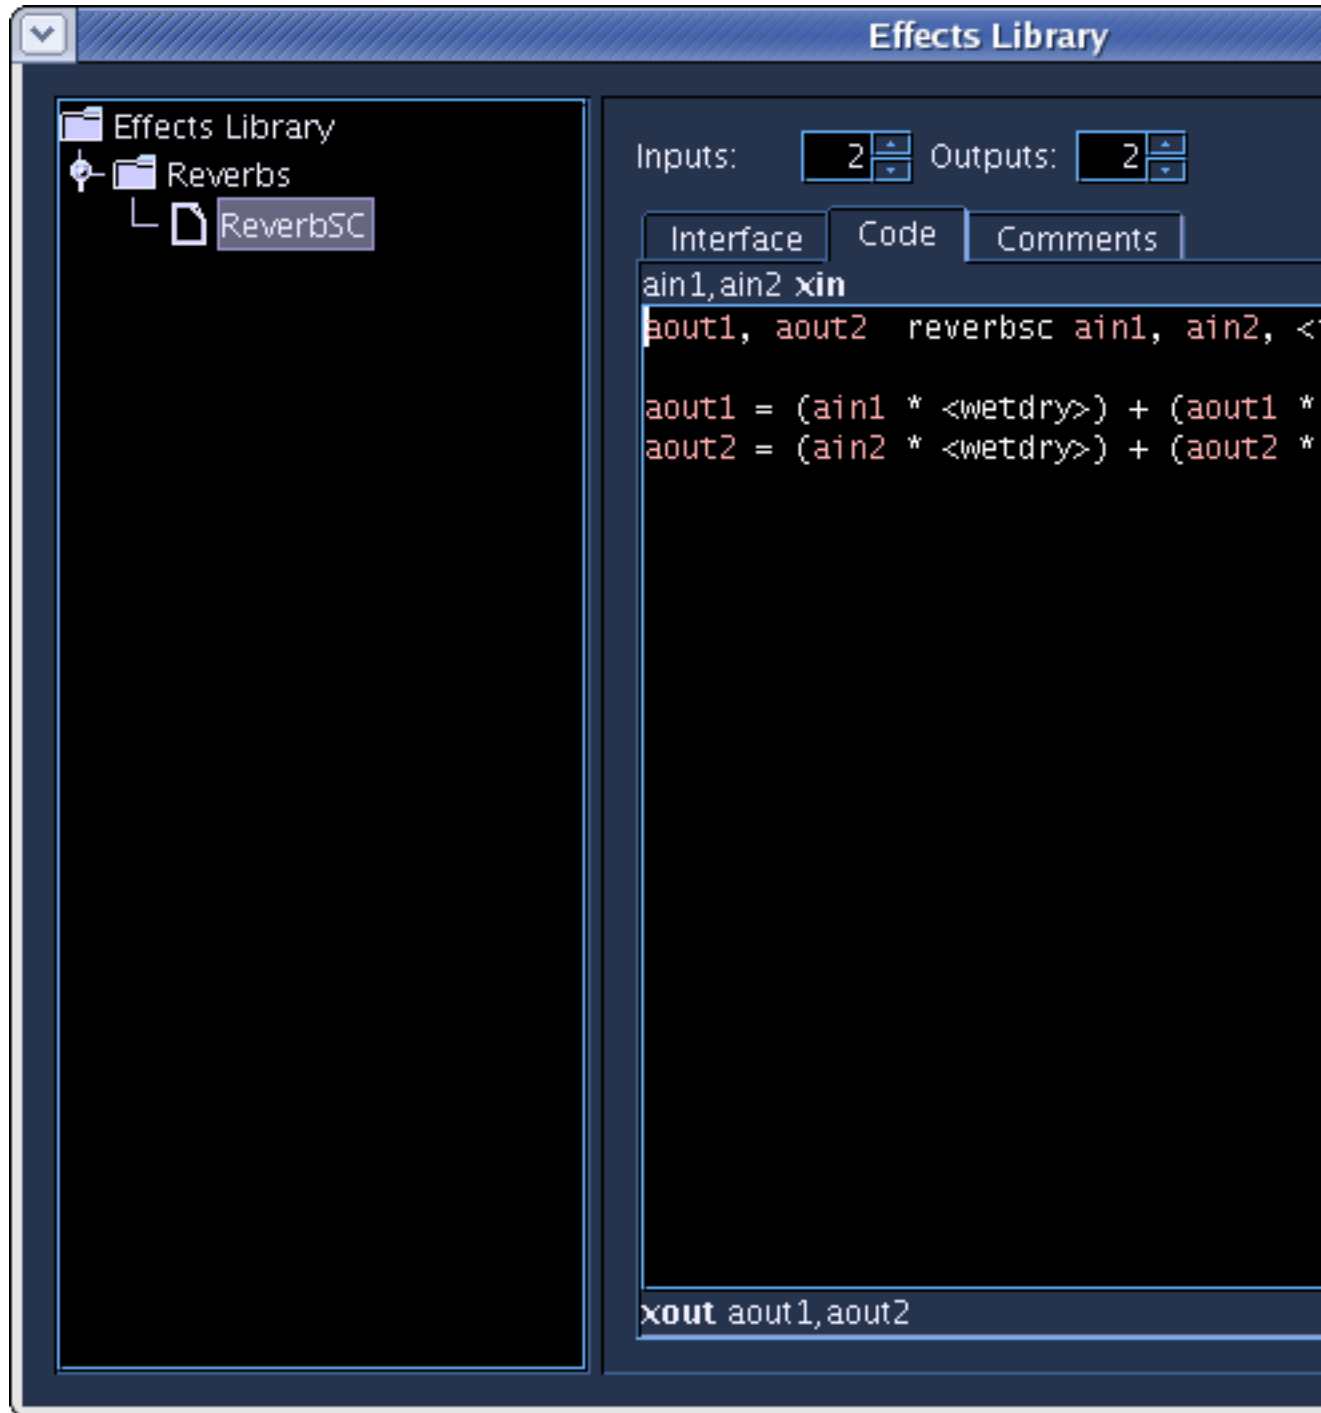 Effects Library
Effects Library
Reverbs
ReverbSC
Inputs: 2 Outputs: 2
Interface Code Comments
ain1,ain2 xin
aout1, aout2 reverbsc ain1, ain2, <
aout1 = (ain1 * <wetdry>) + (aout1 *
aout2 = (ain2 * <wetdry>) + (aout2 *
xout aout1,aout2